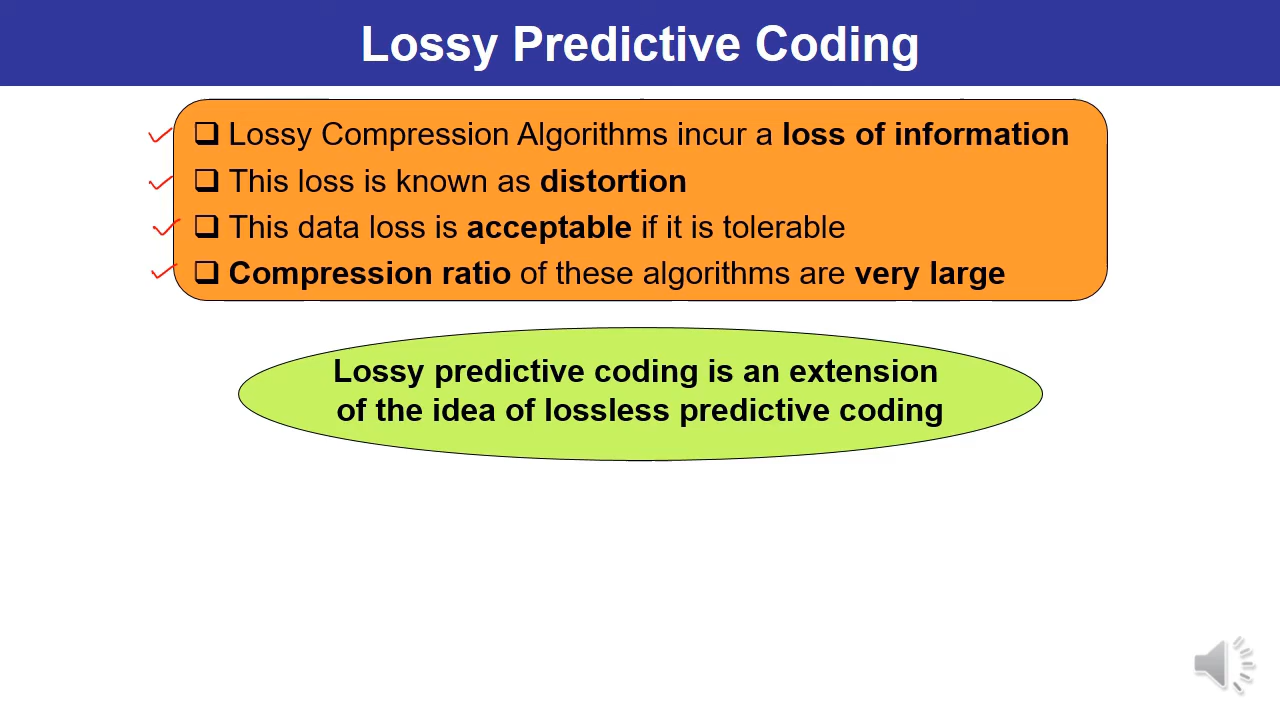 Lossy Predictive Coding
❑ Lossy Compression Algorithms incur a loss of information
❑ This loss is known as distortion
❑ This data loss is acceptable if it is tolerable
❑ Compression ratio of these algorithms are very large
Lossy predictive coding is an extension
of the idea of lossless predictive coding